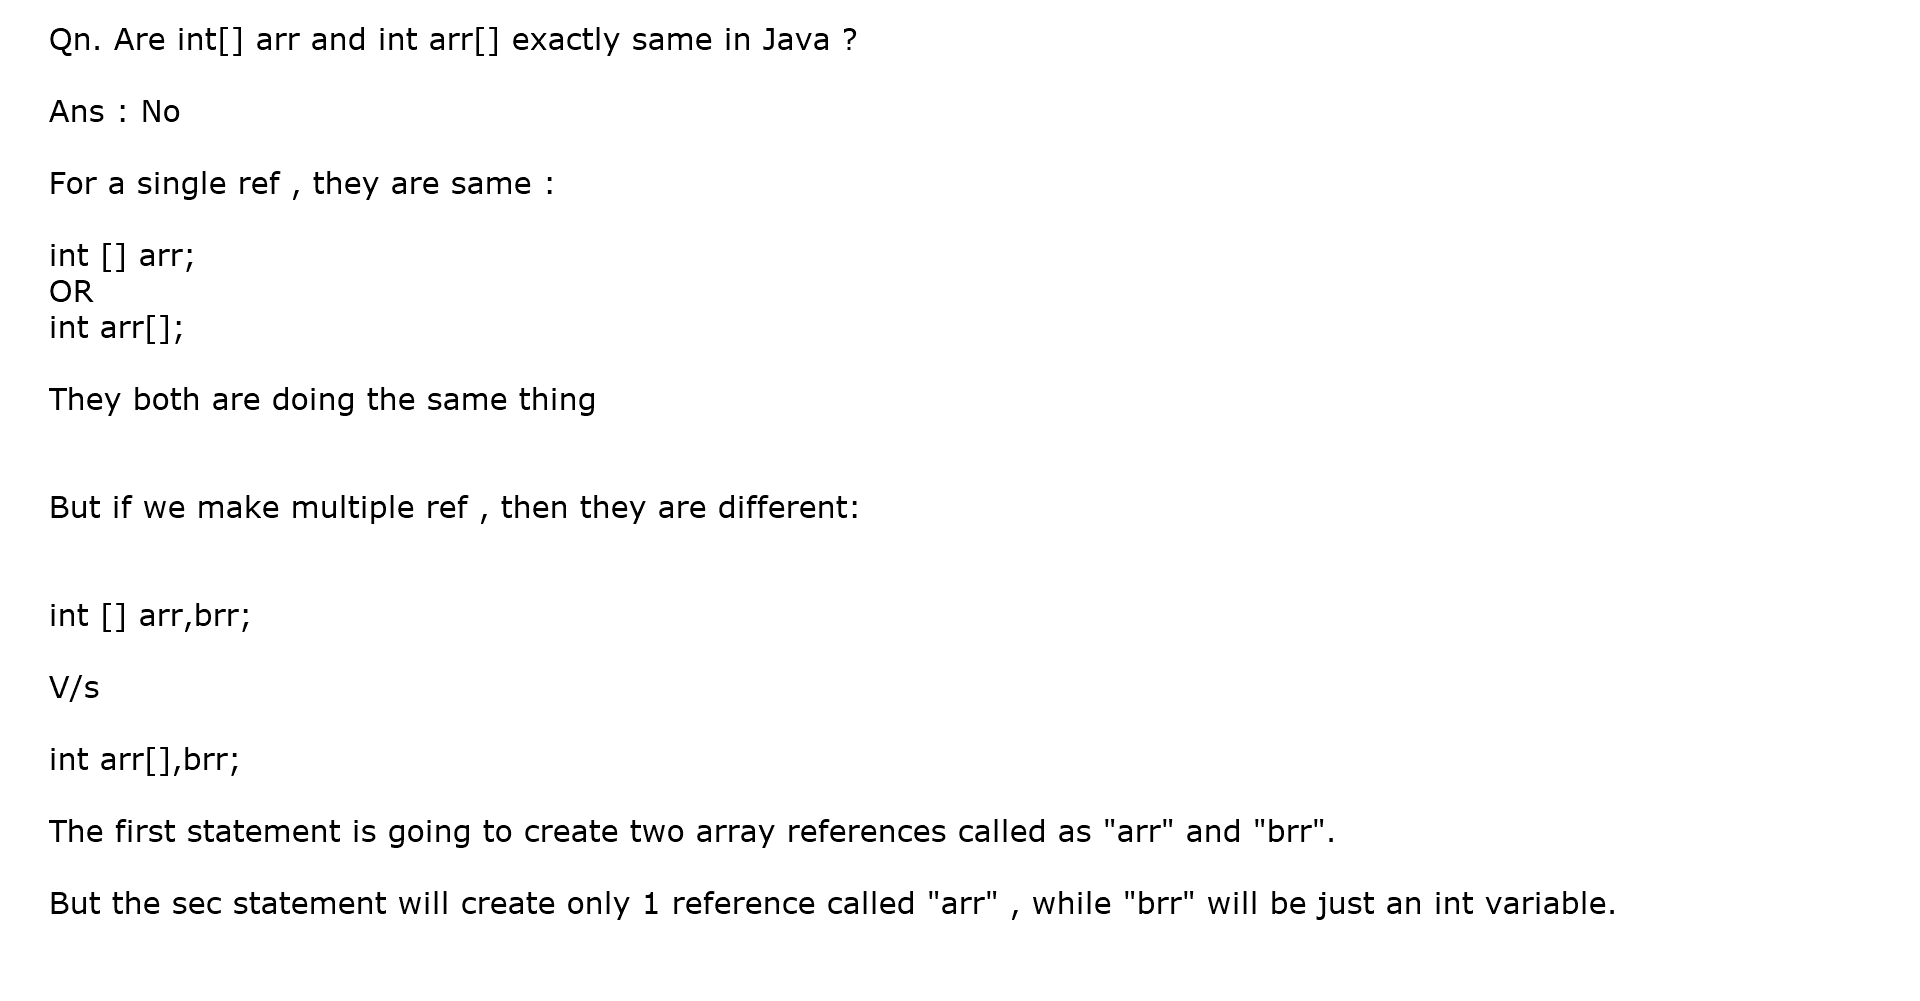 Qn. Are int[] arr and int arr[] exactly same in Java ?
Ans : No
For a single ref , they are same :
int [] arr;
OR
int arr[];
They both are doing the same thing
But if we make multiple ref , then they are different:
int [] arr,brr;
V/s
int arr[],brr;
The first statement is going to create two array references called as "arr" and "brr".
But the sec statement will create only 1 reference called "arr" , while "brr" will be just an int variable.